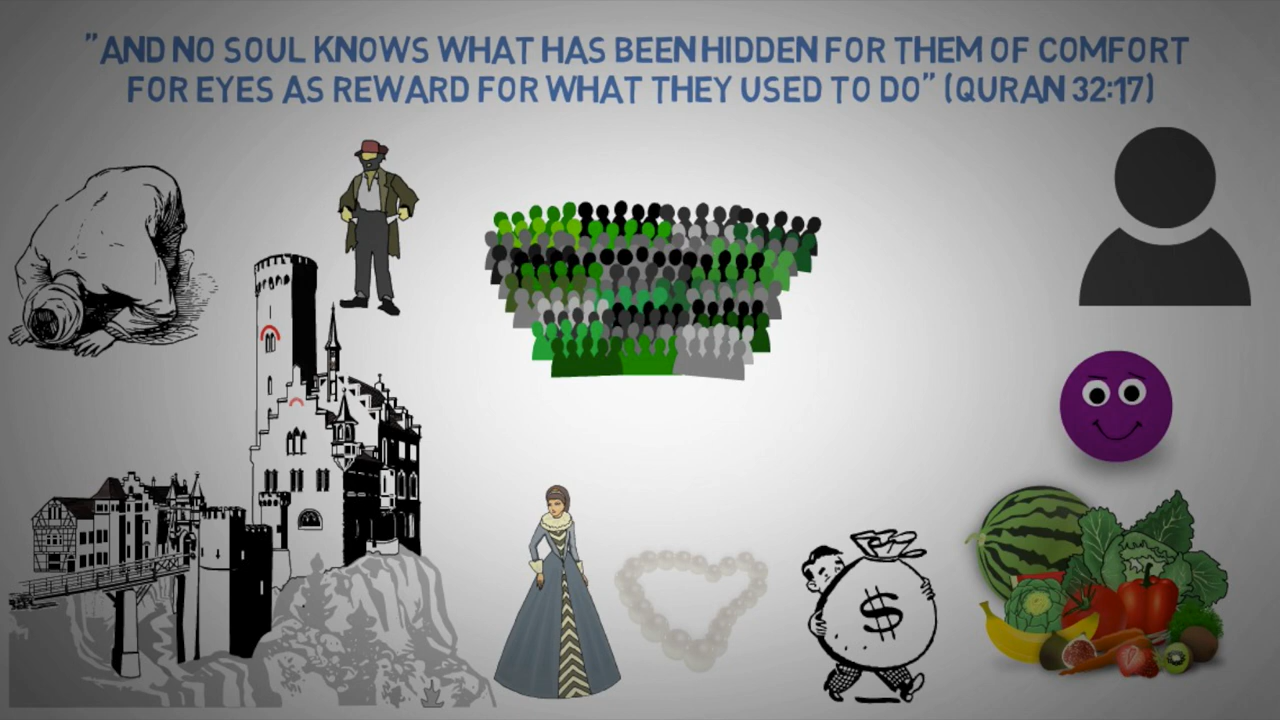 "AND NO SOUL KNOWS WHAT HAS BEEN HIDDEN FOR THEM OF COMFORT
FOR EYES AS REWARD FOR WHAT THEY USED TO DO" (QURAN 32:17)
$